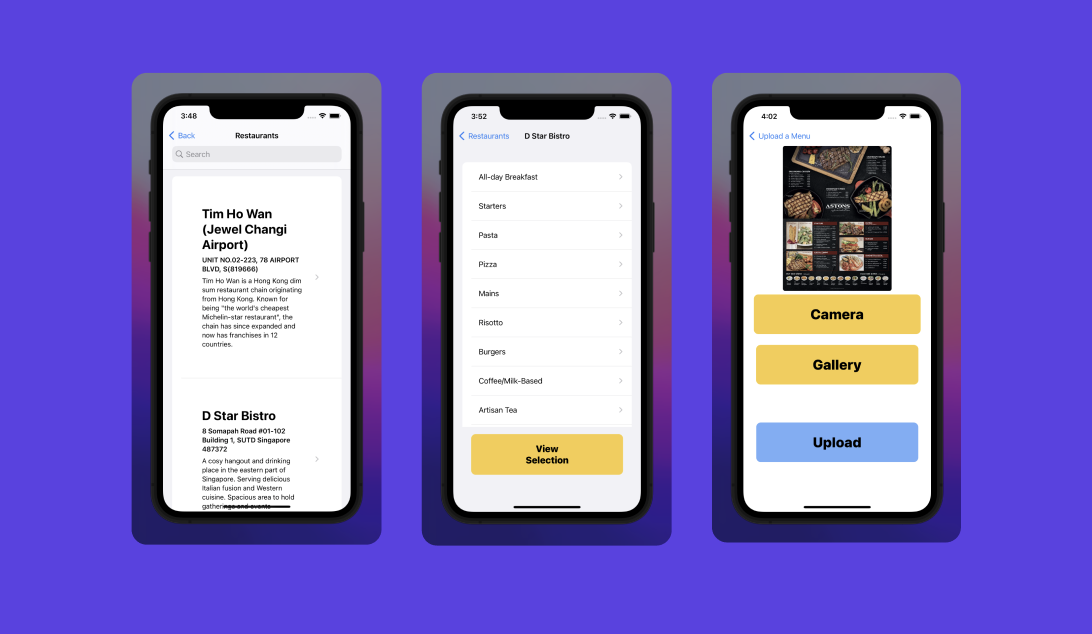 3:48
Back
Restaurants
Search
Tim Ho Wan
(Jewel Changi
Airport)
UNIT NO.02-223, 78 AIRPORT
BLVD, S(819666)
Tim Ho Wan is a Hong Kong dim
sum restaurant chain originating
from Hong Kong. Known for
being "the world's cheapest
Michelin-star restaurant", the
chain has since expanded and
now has franchises in 12
countries.
D Star Bistro
8 Somapah Road #01-102
Building 1, SUTD Singapore
487372
A cosy hangout and drinking
place in the eastern part of
Singapore. Serving delicious
Italian fusion and Western
cuisine. Spacious area to hold
gatherings and events
3:52
Restaurants
D Star Bistro
All-day Breakfast
Starters
Pasta
Pizza
Mains
Risotto
Burgers
Coffee/Milk-Based
Artisan Tea
View
Selection
4:02
Upload a Menu
ASTONS
Camera
Gallery
Upload